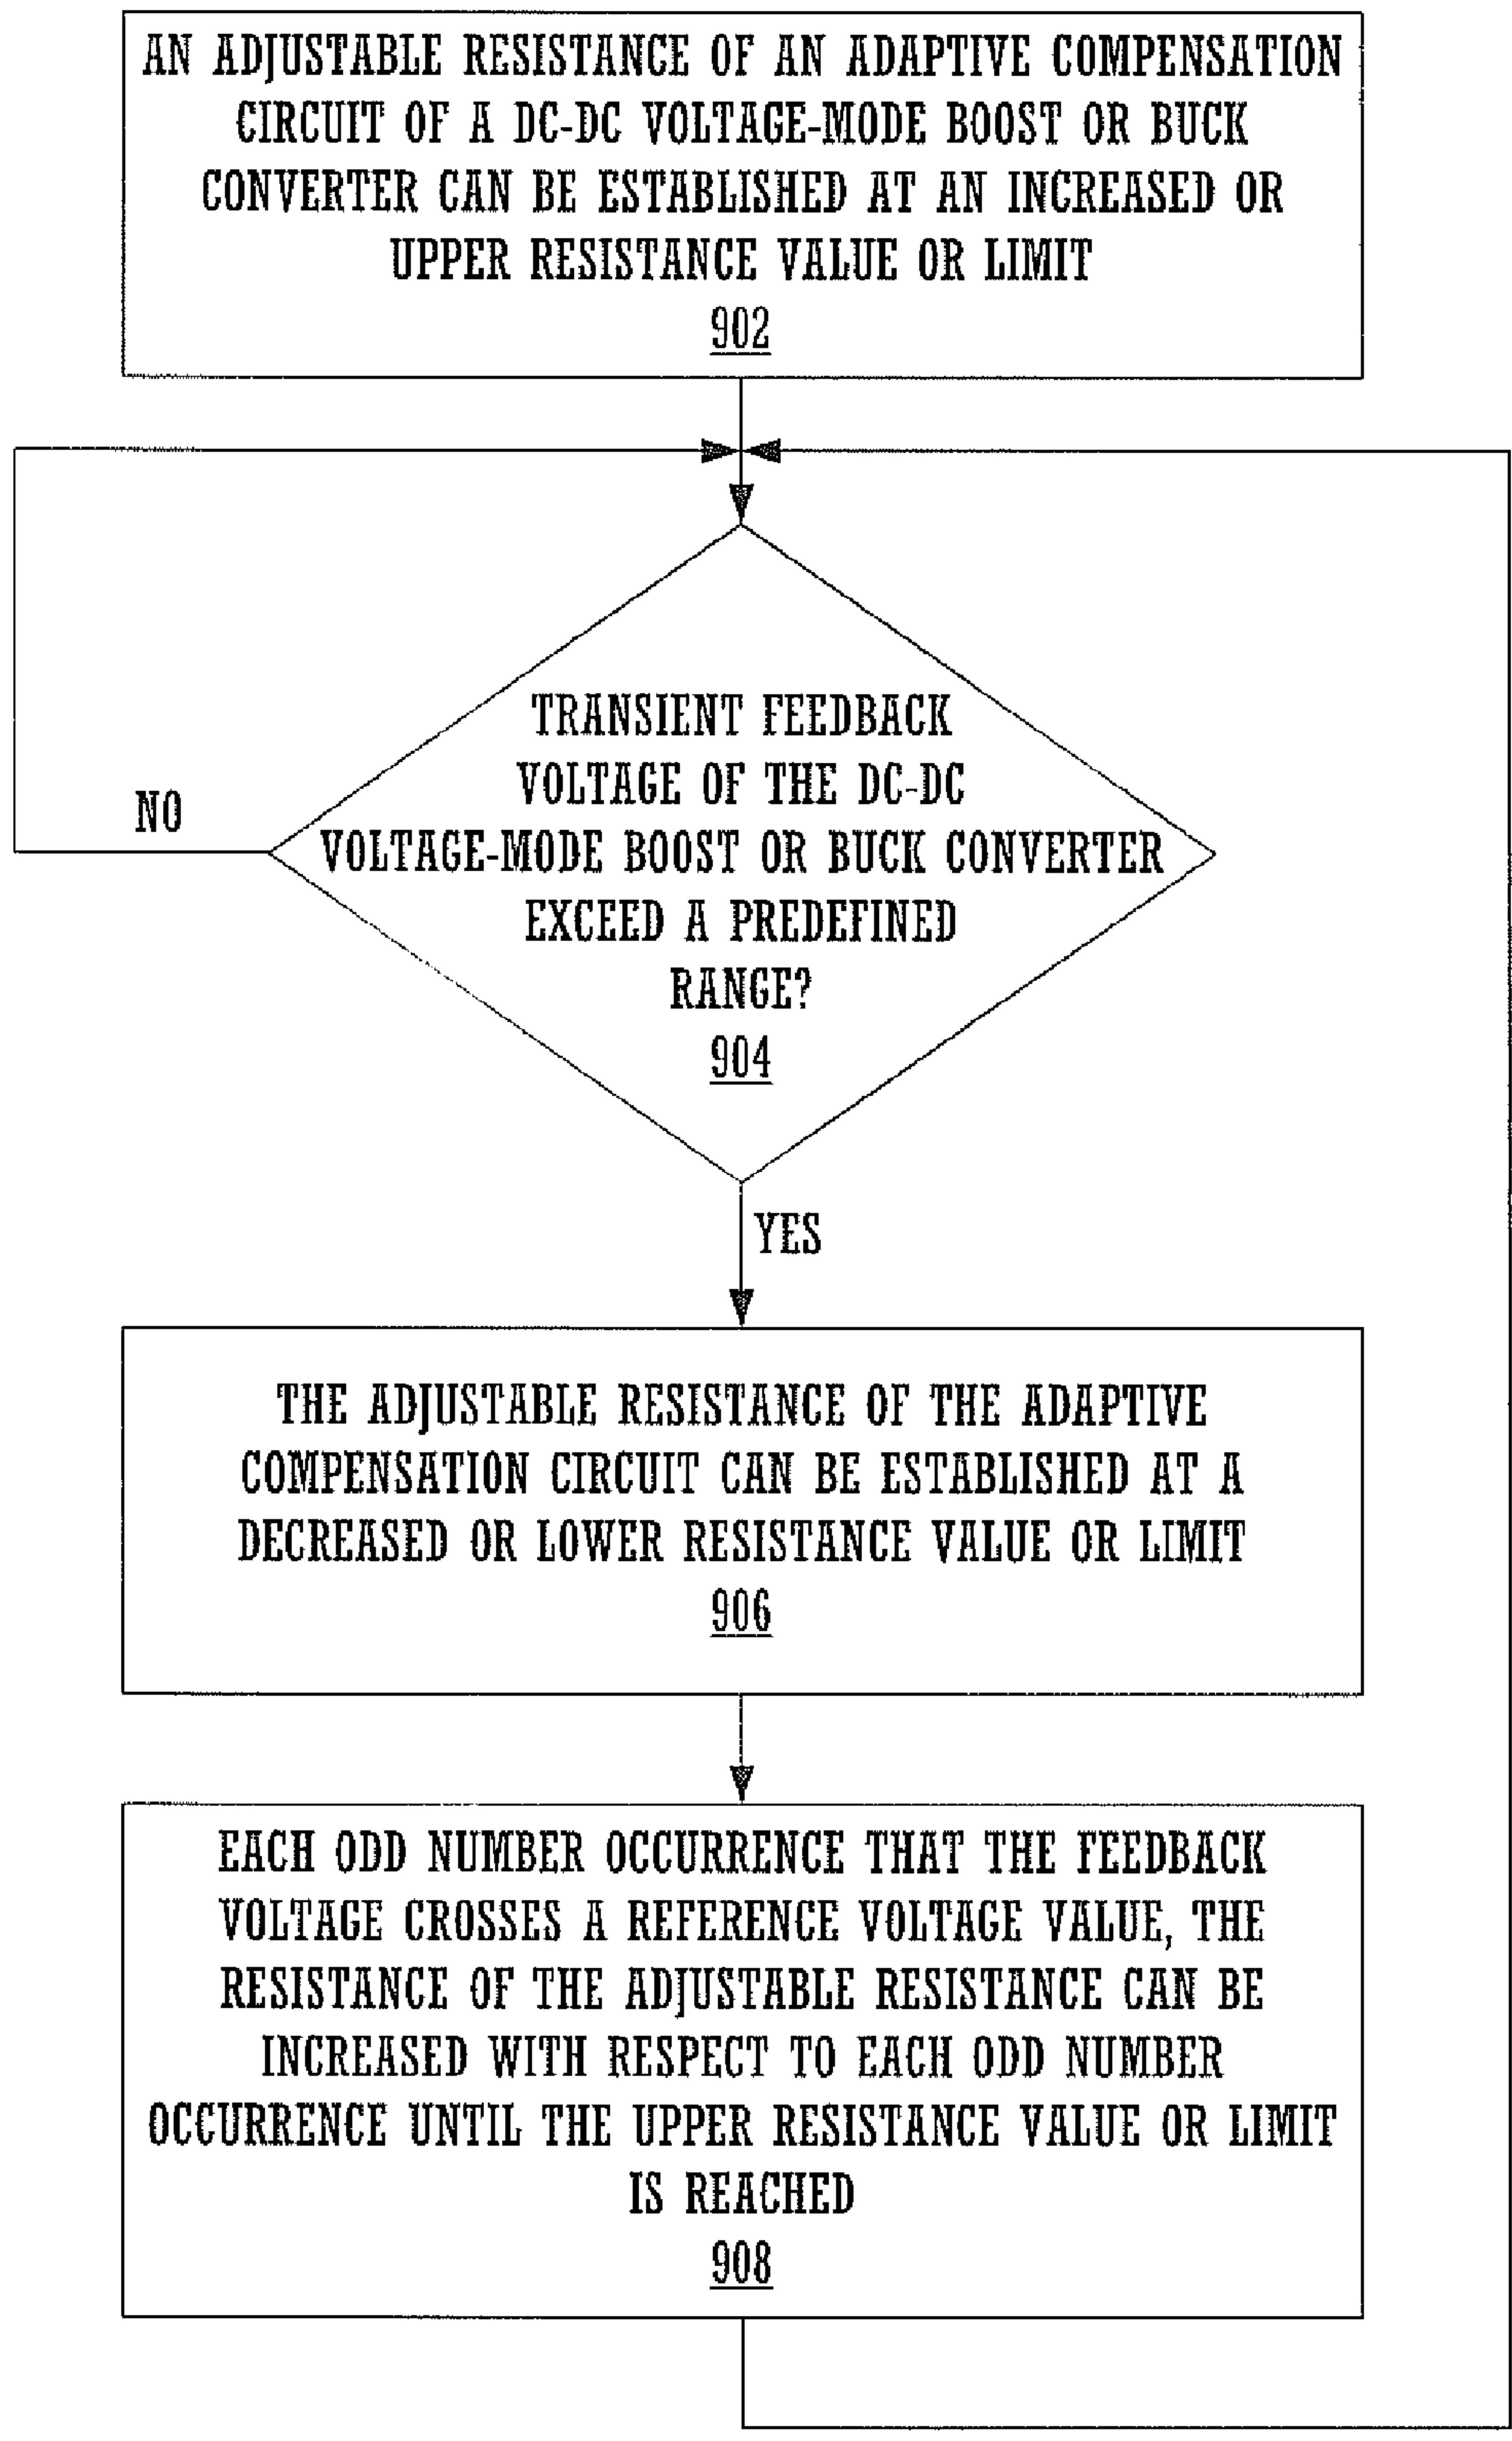 AN ADJUSTABLE RESISTANCE OF AN ADAPTIVE COMPENSATION
CIRCUIT OF A DC-DC VOLTAGE-MODE BOOST OR BUCK
CONVERTER CAN BE ESTABLISHED AT AN INCREASED OR
UPPER RESISTANCE VALUE OR LIMIT
902
TRANSIENT FEEDBACK
VOLTAGE OF THE DC-DC
VOLTAGE-MODE BOOST OR BUCK CONVERTER
EXCEED A PREDEFINED
RANGE?
904
NO
YES
THE ADJUSTABLE RESISTANCE OF THE ADAPTIVE
COMPENSATION CIRCUIT CAN BE ESTABLISHED AT A
DECREASED OR LOWER RESISTANCE VALUE OR LIMIT
906
EACH ODD NUMBER OCCURRENCE THAT THE FEEDBACK
VOLTAGE CROSSES A REFERENCE VOLTAGE VALUE, THE
RESISTANCE OF THE ADJUSTABLE RESISTANCE CAN BE
INCREASED WITH RESPECT TO EACH ODD NUMBER
OCCURRENCE UNTIL THE UPPER RESISTANCE VALUE OR LIMIT
IS REACHED
908